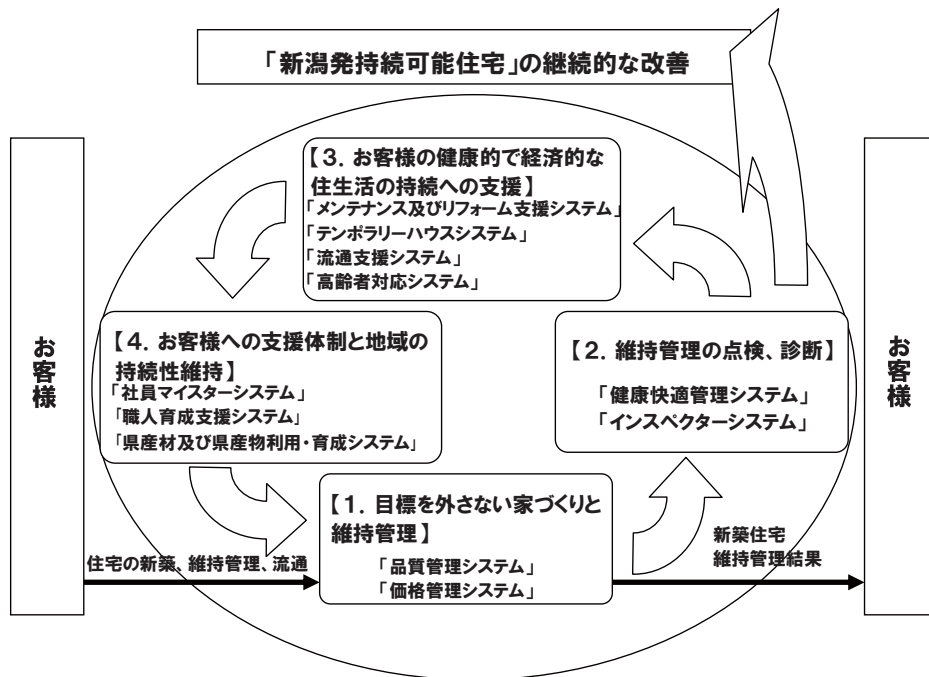 「新潟発持続可能住宅」の継続的な改善
【３．お客様の健康的で経済的な
住生活の持続への支援】
「メンテナンス及びリフォーム支援システム」
「テンポラリーハウスシステム」
「流通支援システム」
「高齢者対応システム」
お客様
【４．お客様への支援体制と地域の
持続性維持】
「社員マイスターシステム」
「職人育成支援システム」
「県産材及び県産物利用・育成システム」
【２．維持管理の点検、診断】
「健康快適管理システム」
「インスペクターシステム」
お客様
【１．目標を外さない家づくりと
維持管理】
「品質管理システム」
「価格管理システム」
住宅の新築、維持管理、流通
新築住宅
維持管理結果